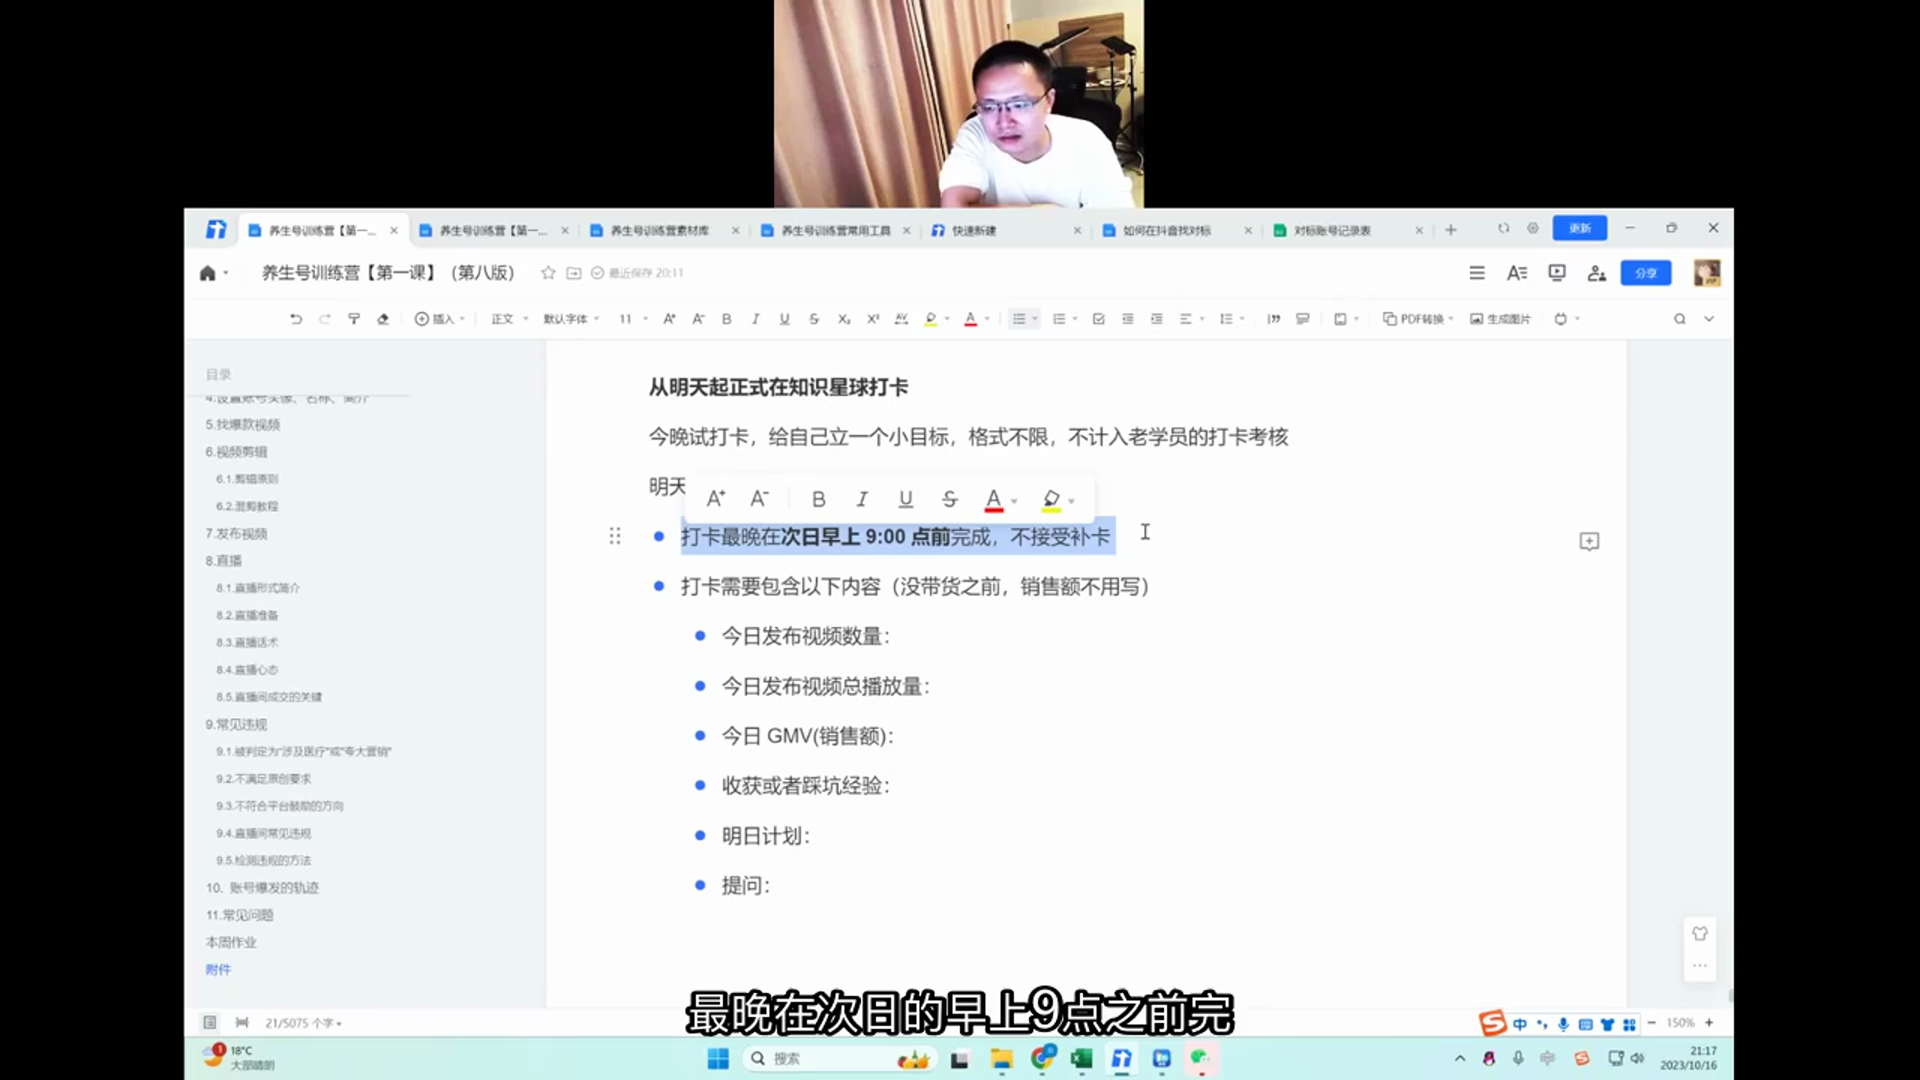 养生号训练营【第一...
养生号训练营【第一...
养生号训练营素材库
养生号训练营常用工具
快速新建
如何在抖音找对标
对标账号记录表
更新
养生号训练营【第一课】（第八版）
最近保存 20:11
分享
插入
正文
默认字体
11
PDF转换
生成图片
目录
4.设置账号头像、名称、简介
5.找爆款视频
6.视频剪辑
6.1.剪辑原则
6.2.混剪教程
7.发布视频
8.直播
8.1.直播形式简介
8.2.直播准备
8.3.直播话术
8.4.直播心态
8.5.直播间成交的关键
9.常见违规
9.1.被判定为“涉及医疗”或“夸大营销”
9.2.不满足原创要求
9.3.不符合平台鼓励的方向
9.4.直播间常见违规
9.5.检测违规的方法
10. 账号爆发的轨迹
11.常见问题
本周作业
附件
从明天起正式在知识星球打卡
今晚试打卡，给自己立一个小目标，格式不限，不计入老学员的打卡考核
明天
打卡最晚在次日早上 9:00 点前完成，不接受补卡
打卡需要包含以下内容（没带货之前，销售额不用写）
今日发布视频数量：
今日发布视频总播放量：
今日 GMV(销售额)：
收获或者踩坑经验：
明日计划：
提问：
最晚在次日的早上9点之前完
21/5075 个字
中
150%
1
18°C
大部晴朗
搜索
21:17
2023/10/16